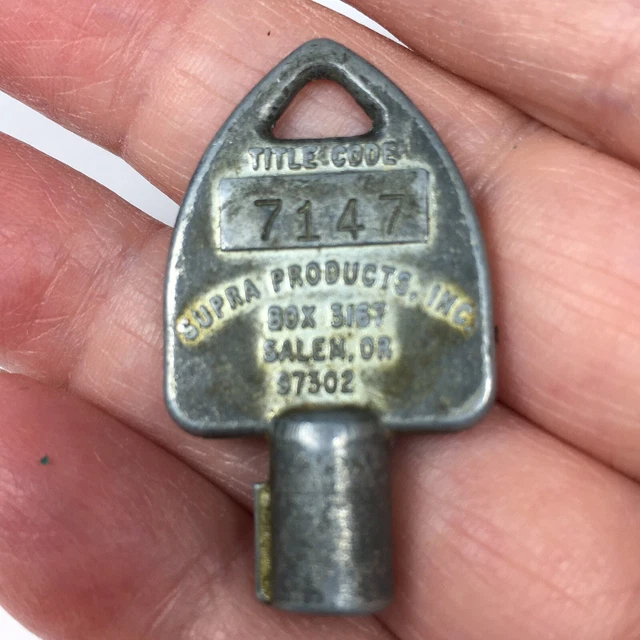 TITLE CODE
7147
SUPRA PRODUCTS, INC.
BOX 3167
SALEM, OR
97302